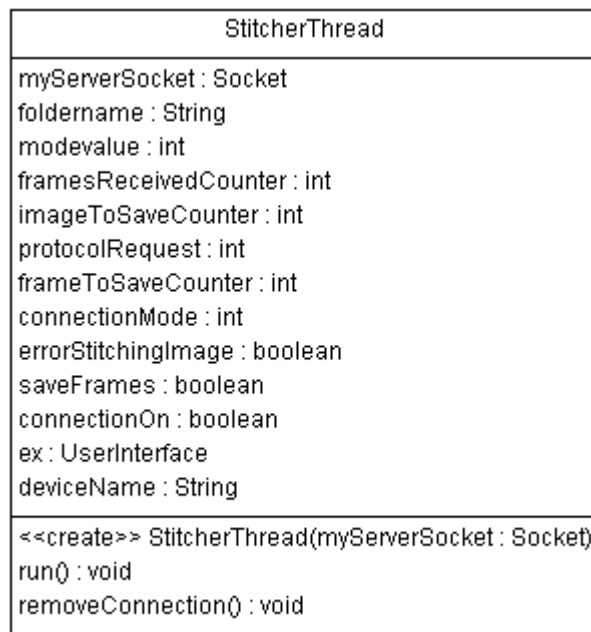 StitcherThread
myServerSocket : Socket
foldername : String
modevalue : int
framesReceivedCounter : int
imageToSaveCounter : int
protocolRequest : int
frameToSaveCounter : int
connectionMode : int
errorStitchingImage : boolean
saveFrames : boolean
connectionOn : boolean
ex : UserInterface
deviceName : String
<<create>> StitcherThread(myServerSocket : Socket)
run() : void
removeConnection() : void